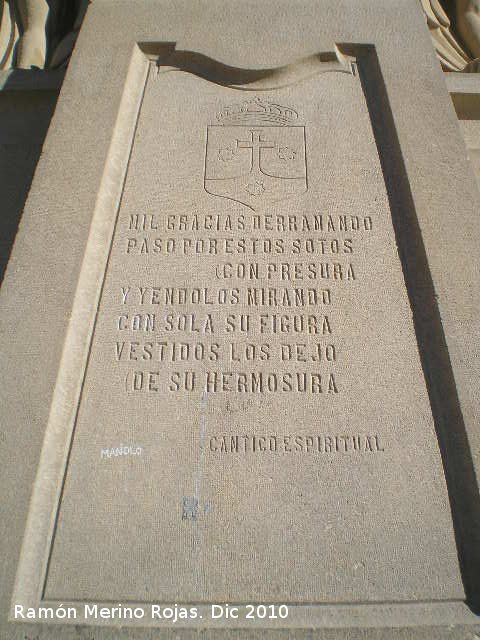 MIL GRACIAS DERRAMANDO
PASO POR ESTOS SOTOS
(CON PRESURA
Y YENDOLOS MIRANDO
CON SOLA SU FIGURA
VESTIDOS LOS DEJO
(DE SU HERMOSURA
CANTICO ESPIRITUAL
MANOLO
Ramón Merino Rojas. Dic 2010